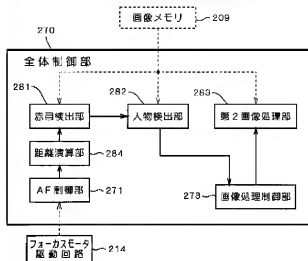 画像メモリ
209
270
全体制御部
281
282
283
赤目検出部
人物検出部
第2画像処理部
距離演算部
284
AF制御部
271
273
画像処理制御部
フォーカスモータ
駆動回路
214